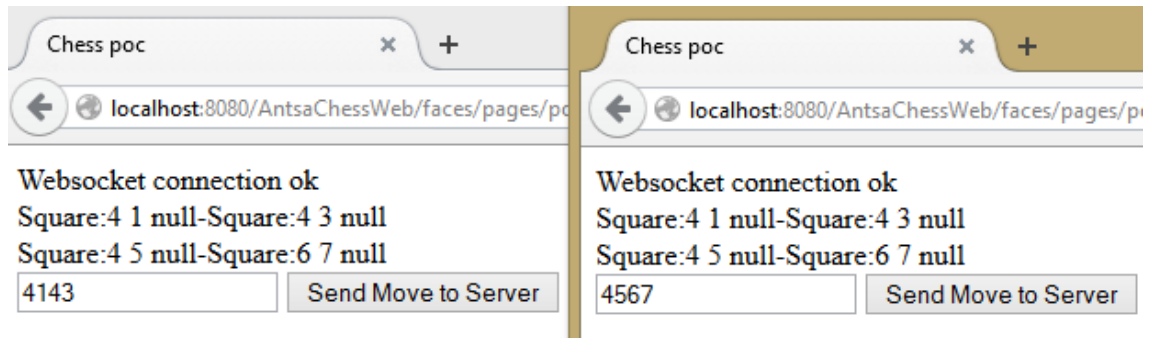 Chess poc × +
localhost:8080/AntsaChessWeb/faces/pages/po
Websocket connection ok
Square:4 1 null-Square:4 3 null
Square:4 5 null-Square:6 7 null
4143 Send Move to Server
Chess poc × +
localhost:8080/AntsaChessWeb/faces/pages/p
Websocket connection ok
Square:4 1 null-Square:4 3 null
Square:4 5 null-Square:6 7 null
4567 Send Move to Server